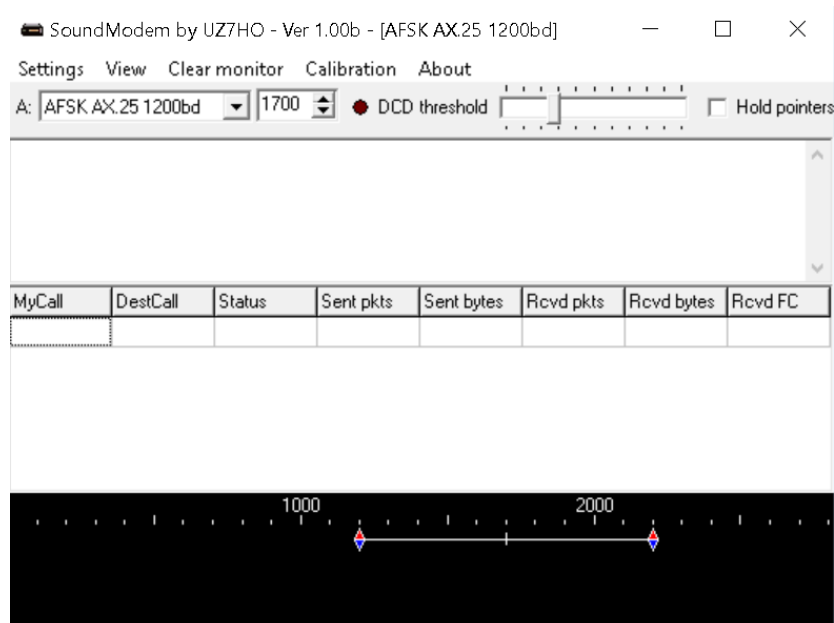 SoundModem by UZ7HO - Ver 1.00b - [AFSK AX.25 1200bd]
Settings View Clear monitor Calibration About
A: AFSK AX.25 1200bd 1700 DCD threshold Hold pointers
MyCall DestCall Status Sent pkts Sent bytes Rcvd pkts Rcvd bytes Rcvd FC
1000 2000